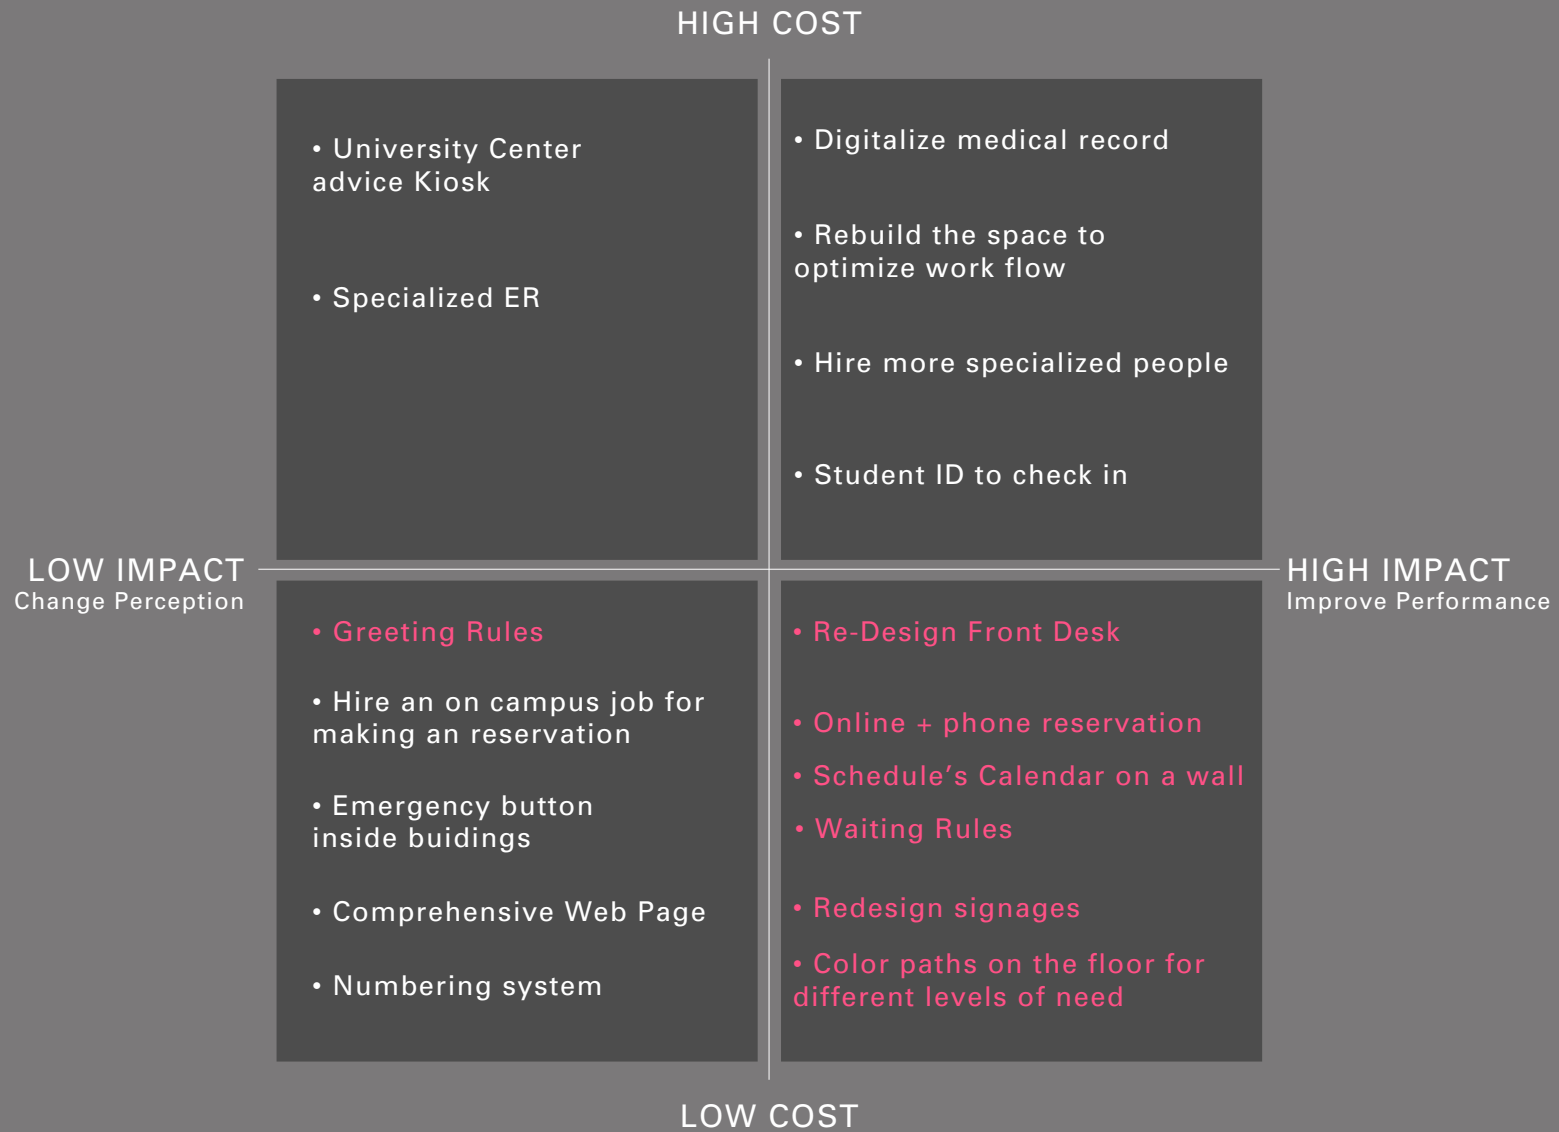 HIGH COST
• University Center
advice Kiosk
• Specialized ER
• Digitalize medical record
• Rebuild the space to
optimize work flow
• Hire more specialized people
• Student ID to check in
LOW IMPACT
Change Perception
HIGH IMPACT
Improve Performance
• Greeting Rules
• Hire an on campus job for
making an reservation
• Emergency button
inside buidings
• Comprehensive Web Page
• Numbering system
• Re-Design Front Desk
• Online + phone reservation
• Schedule’s Calendar on a wall
• Waiting Rules
• Redesign signages
• Color paths on the floor for
different levels of need
LOW COST